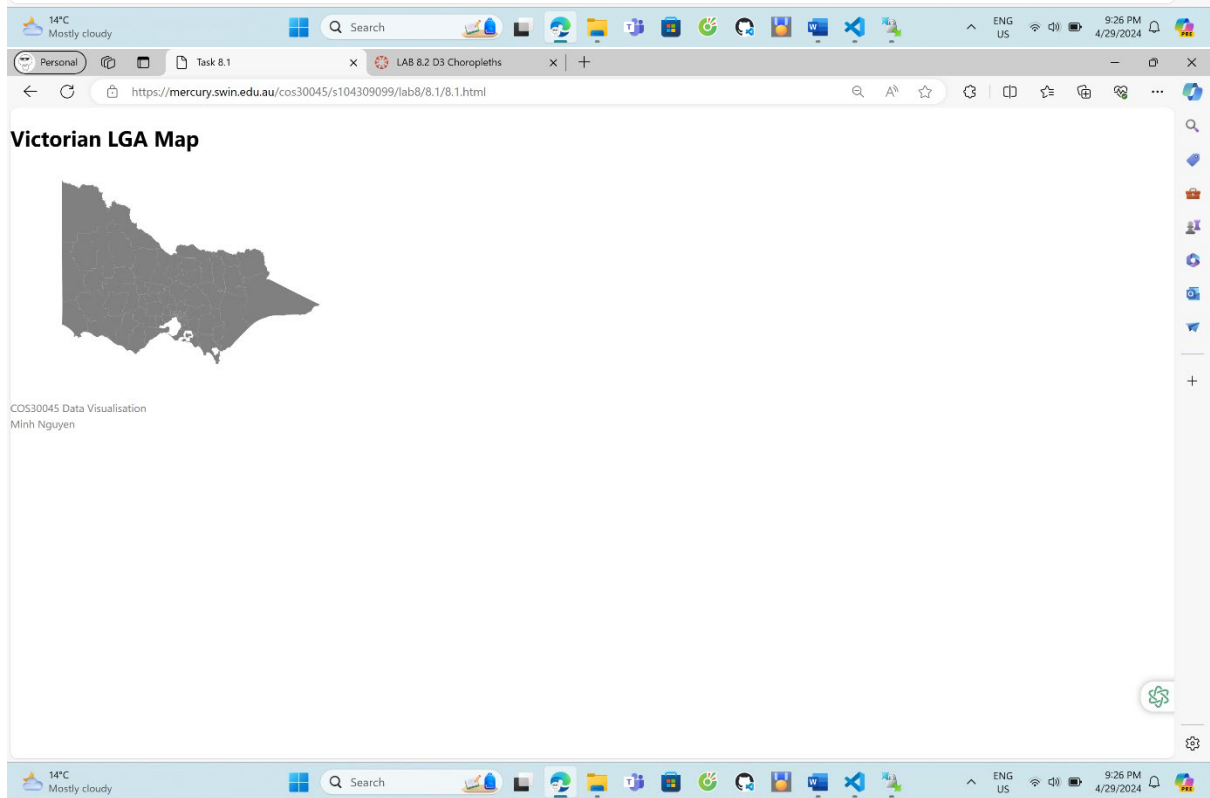 14°C
Mostly cloudy
Search
ENG
US
9:26 PM
4/29/2024
PRE
Personal
Task 8.1
LAB 8.2 D3 Choropleths
https://mercury.swin.edu.au/cos30045/s104309099/lab8/8.1/8.1.html
Victorian LGA Map
COS30045 Data Visualisation
Minh Nguyen
14°C
Mostly cloudy
Search
ENG
US
9:26 PM
4/29/2024
PRE